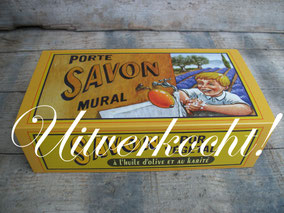 PORTE
SAVON
MURAL &
Uitverkocht!
à l'huile d'olive ET AU karité